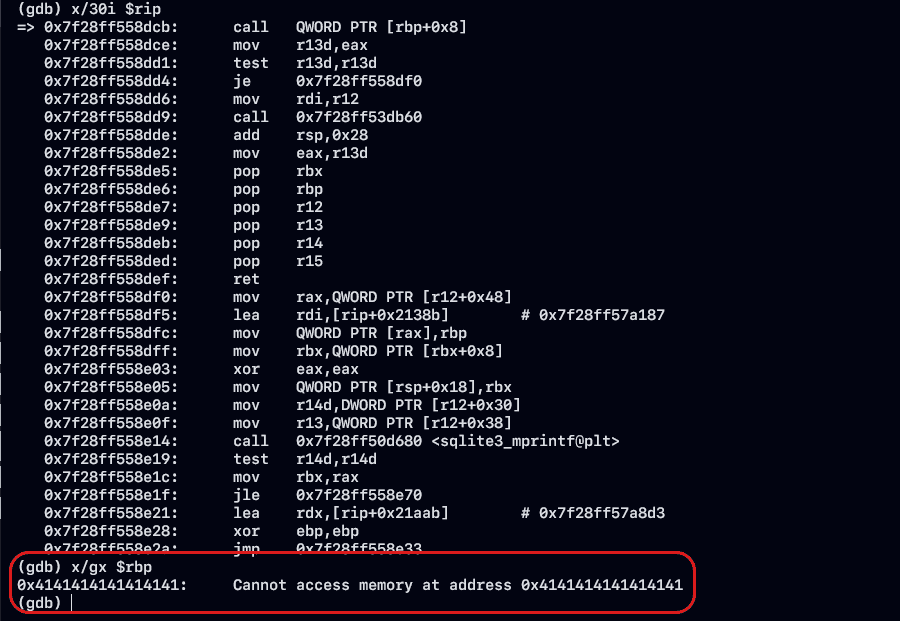 (gdb) x/30i $rip
=> 0x7f28ff558dcb: call QWORD PTR [rbp+0x8]
0x7f28ff558dce: mov r13d,eax
0x7f28ff558dd1: test r13d,r13d
0x7f28ff558dd4: je 0x7f28ff558df0
0x7f28ff558dd6: mov rdi,r12
0x7f28ff558dd9: call 0x7f28ff53db60
0x7f28ff558dde: add rsp,0x28
0x7f28ff558de2: mov eax,r13d
0x7f28ff558de5: pop rbx
0x7f28ff558de6: pop rbp
0x7f28ff558de7: pop r12
0x7f28ff558de9: pop r13
0x7f28ff558deb: pop r14
0x7f28ff558ded: pop r15
0x7f28ff558def: ret
0x7f28ff558df0: mov rax,QWORD PTR [r12+0x48]
0x7f28ff558df5: lea rdi,[rip+0x2138b] # 0x7f28ff57a187
0x7f28ff558dfc: mov QWORD PTR [rax],rbp
0x7f28ff558dff: mov rbx,QWORD PTR [rbx+0x8]
0x7f28ff558e03: xor eax,eax
0x7f28ff558e05: mov QWORD PTR [rsp+0x18],rbx
0x7f28ff558e0a: mov r14d,DWORD PTR [r12+0x30]
0x7f28ff558e0f: mov r13,QWORD PTR [r12+0x38]
0x7f28ff558e14: call 0x7f28ff50d680 <sqlite3_mprintf@plt>
0x7f28ff558e19: test r14d,r14d
0x7f28ff558e1c: mov rbx,rax
0x7f28ff558e1f: jle 0x7f28ff558e70
0x7f28ff558e21: lea rdx,[rip+0x21aab] # 0x7f28ff57a8d3
0x7f28ff558e28: xor ebp,ebp
0x7f28ff558e2a: jmp 0x7f28ff558e33
(gdb) x/gx $rbp
0x4141414141414141: Cannot access memory at address 0x4141414141414141
(gdb)